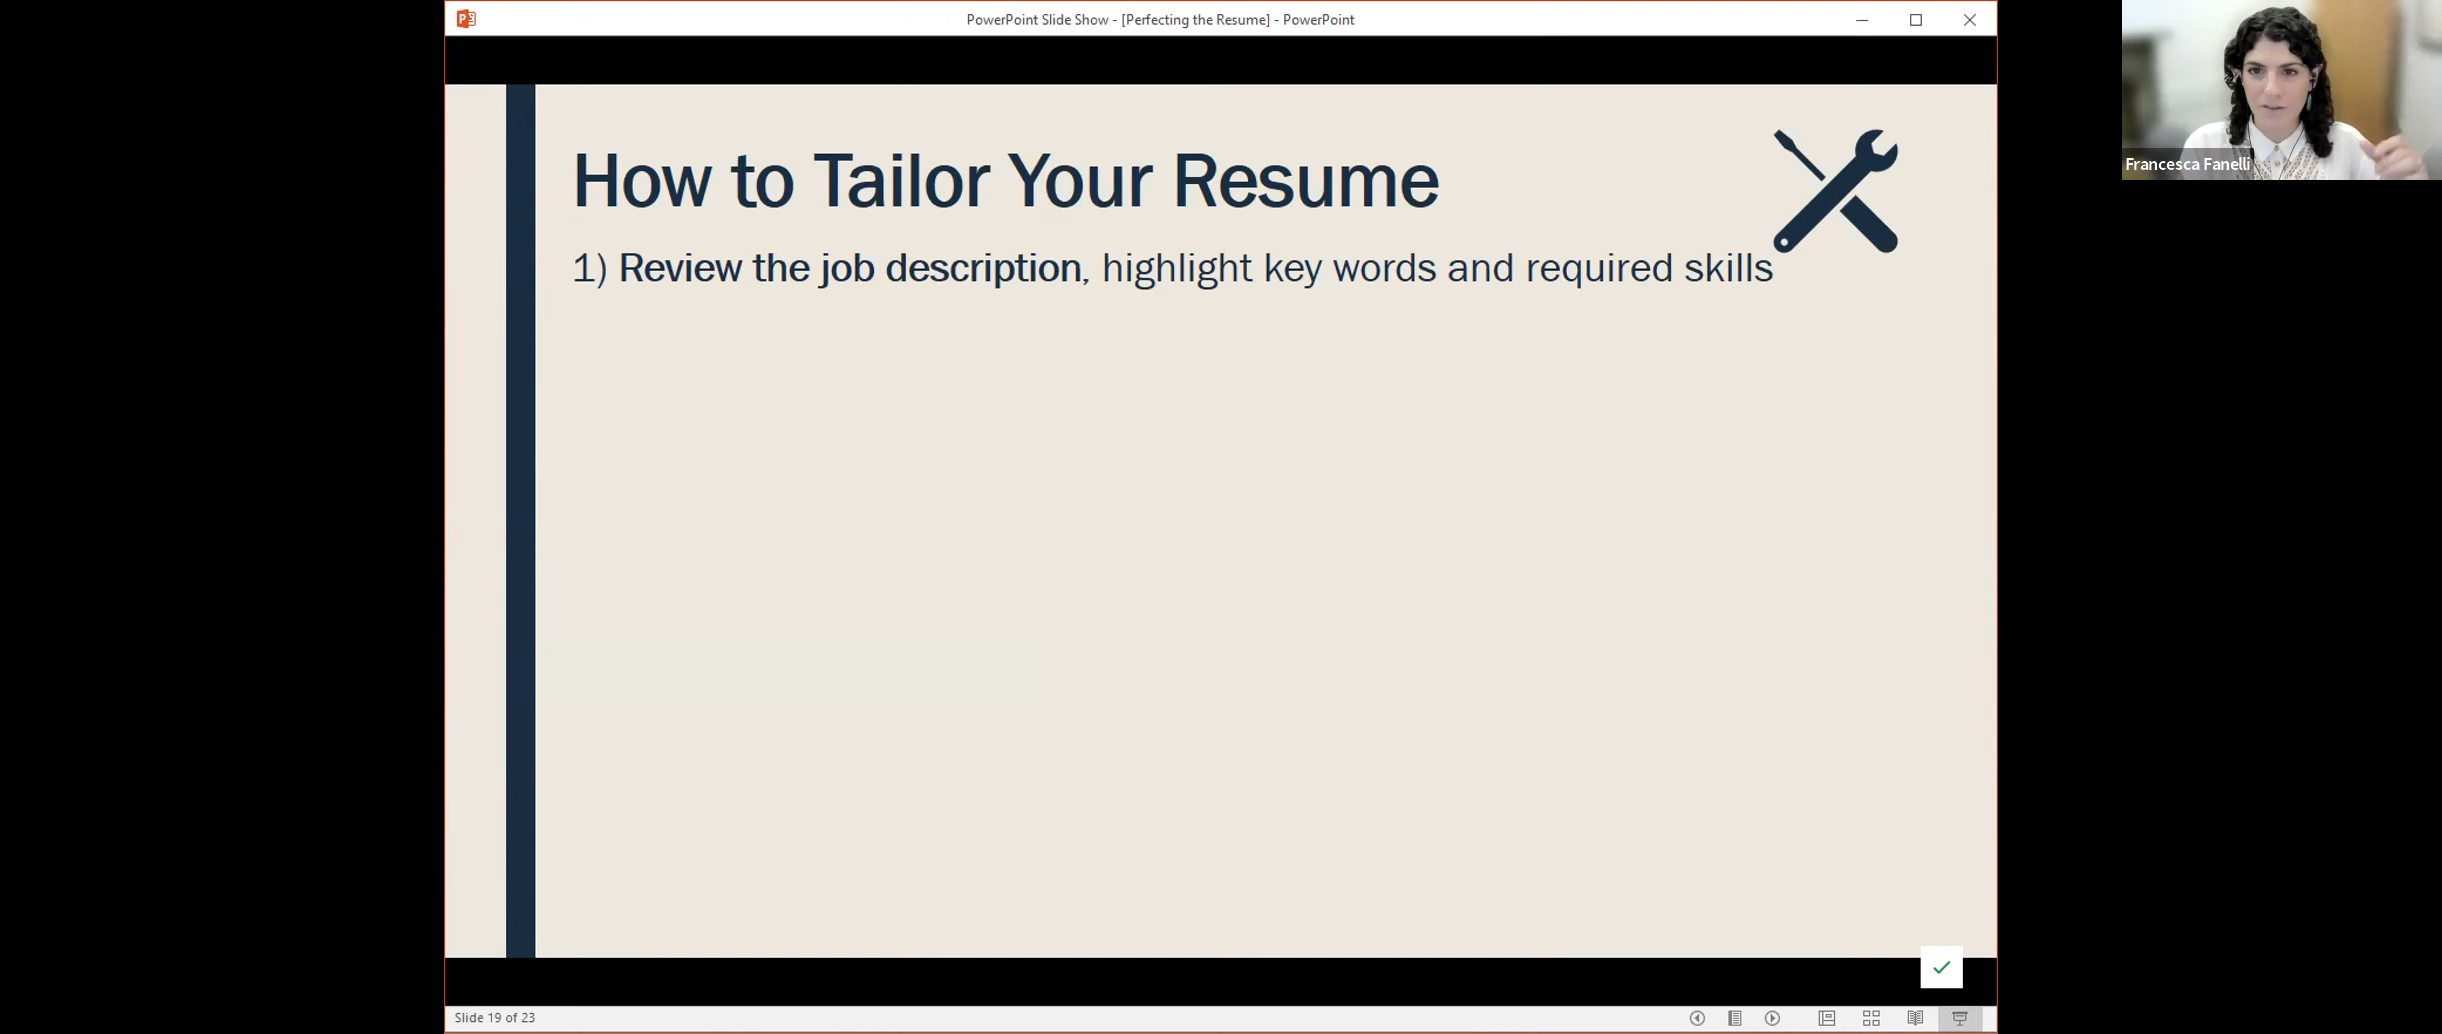 PowerPoint Slide Show - [Perfecting the Resume] - PowerPoint
How to Tailor Your Resume
1) Review the job description, highlight key words and required skills
Francesca Fanelli
Slide 19 of 23